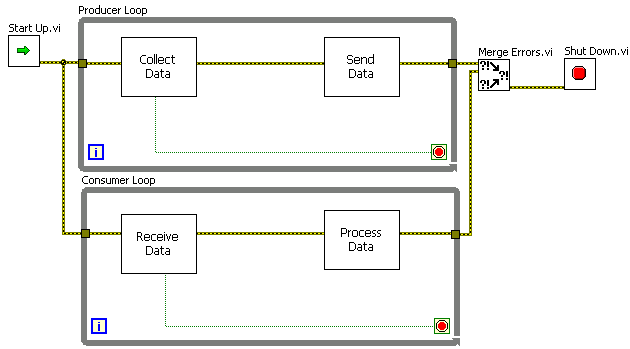 Producer Loop
Start Up.vi
Collect
Data
Send
Data
Merge Errors.vi
Shut Down.vi
?!
?!
?!
i
Consumer Loop
Receive
Data
Process
Data
i